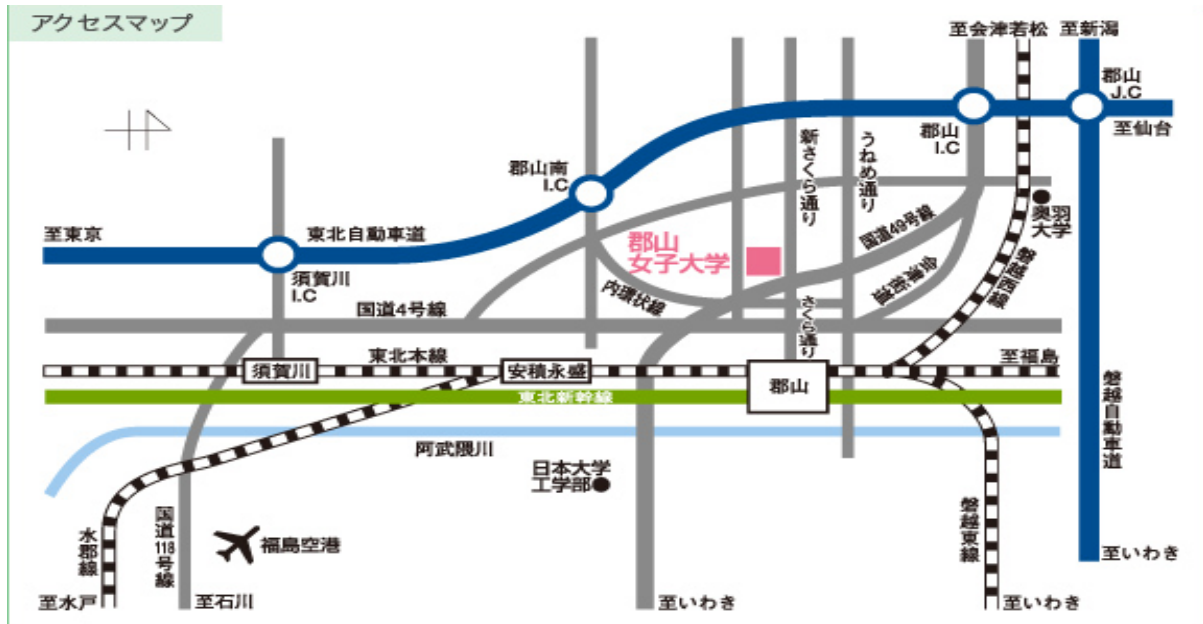 アクセスマップ
至会津若松
至新潟
郡山
J.C
至仙台
郡山
I.C
郡山南
I.C
新さくら通り
うねめ通り
奥羽
大学
至東京
東北自動車道
須賀川
I.C
郡山
女子大学
国道49号線
内環状線
磐越西線
国道4号線
さくら通り
東北本線
至福島
須賀川
安積永盛
郡山
東北新幹線
磐越自動車道
阿武隈川
日本大学
工学部
水郡線
国道118号線
福島空港
磐越東線
至いわき
至水戸
至石川
至いわき
至いわき